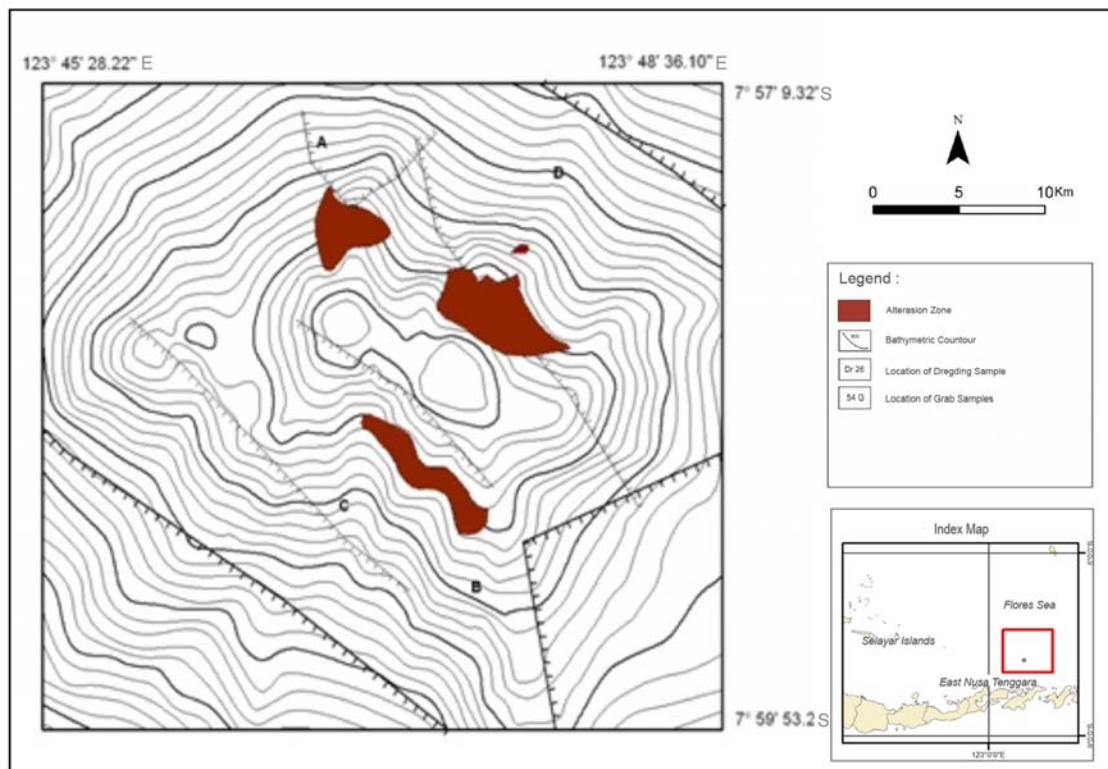 123° 45' 28.22" E
123° 48' 36.10" E
7° 57' 9.32" S
A
D
C
B
7° 59' 53.2 S
N
0 5 10 Km
Legend :
Alterasion Zone
Bathymetric Countour
Dr 26 Location of Dregding Sample
54 G Location of Grab Samples
Index Map
Flores Sea
Selayar Islands
East Nusa Tenggara
123°0'0"E